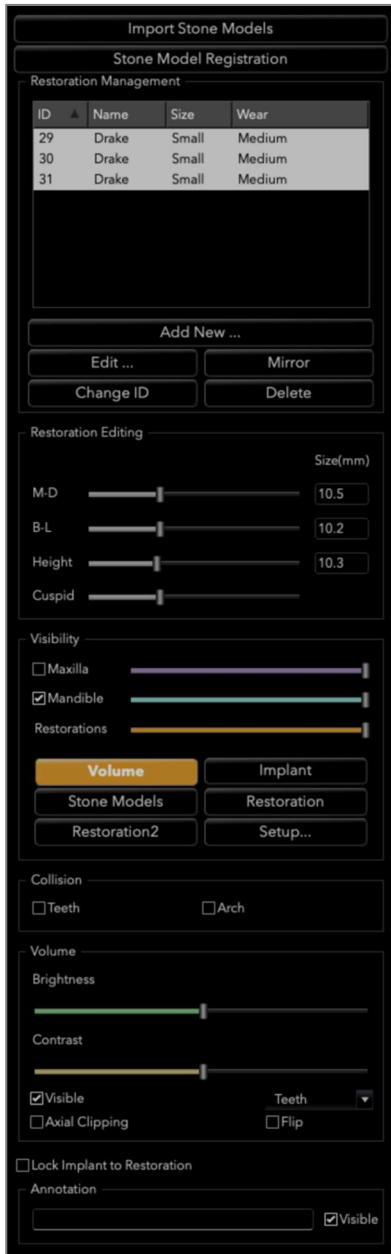 Import Stone Models
Stone Model Registration
Restoration Management
ID Name Size Wear
29 Drake Small Medium
30 Drake Small Medium
31 Drake Small Medium
Add New ...
Edit ... Mirror
Change ID Delete
Restoration Editing
Size(mm)
M-D 10.5
B-L 10.2
Height 10.3
Cuspid
Visibility
Maxilla
Mandible
Restorations
Volume Implant
Stone Models Restoration
Restoration2 Setup...
Collision
Teeth Arch
Volume
Brightness
Contrast
Visible Teeth
Axial Clipping Flip
Lock Implant to Restoration
Annotation
Visible